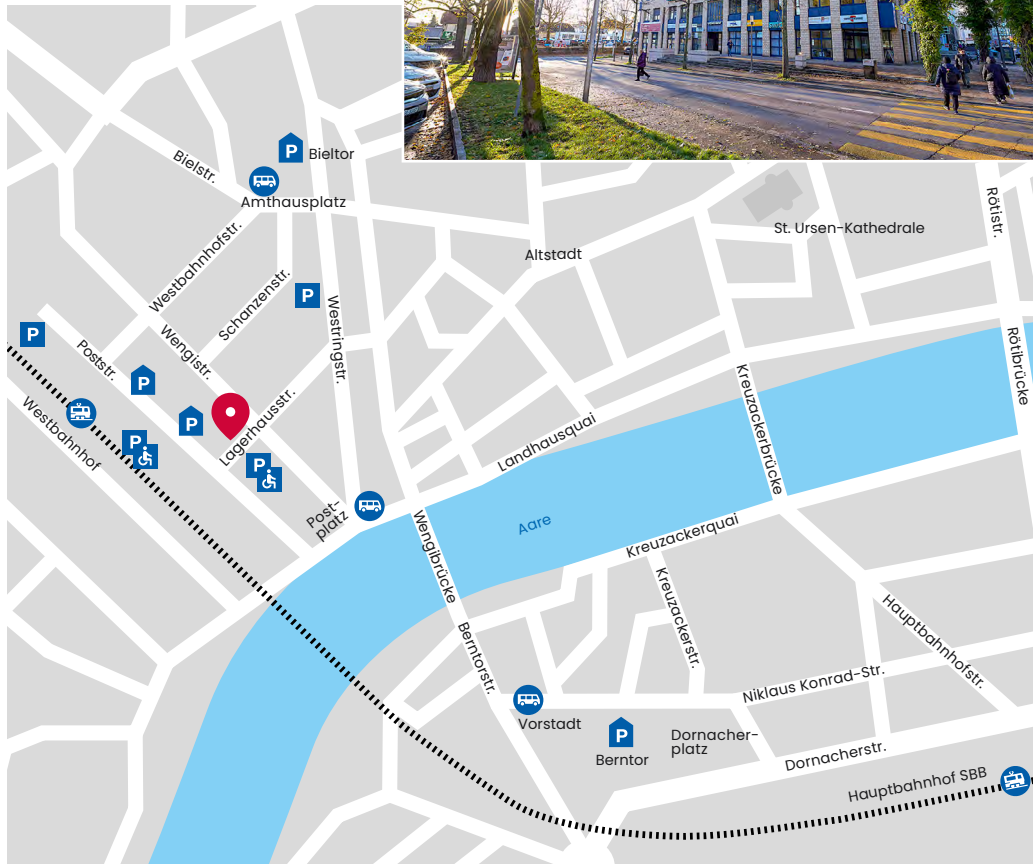 P
Bieltor
Bielstr.
Amthausplatz
Rötistr.
St. Ursen-Kathedrale
Altstadt
Westbahnhofstr.
Schanzenstr.
P
Westringstr.
P
Wengistr.
Poststr.
Rötibrücke
P
Kreuzackerbrücke
Westbahnhof
P
Lagerhausstr.
P
P
Landhausquai
Post-
platz
Wengibrücke
Aare
Kreuzackerquai
Kreuzackerstr.
Hauptbahnhofstr.
Berntorstr.
Niklaus Konrad-Str.
Vorstadt
P
Berntor
Dornacher-
platz
Dornacherstr.
Hauptbahnhof SBB